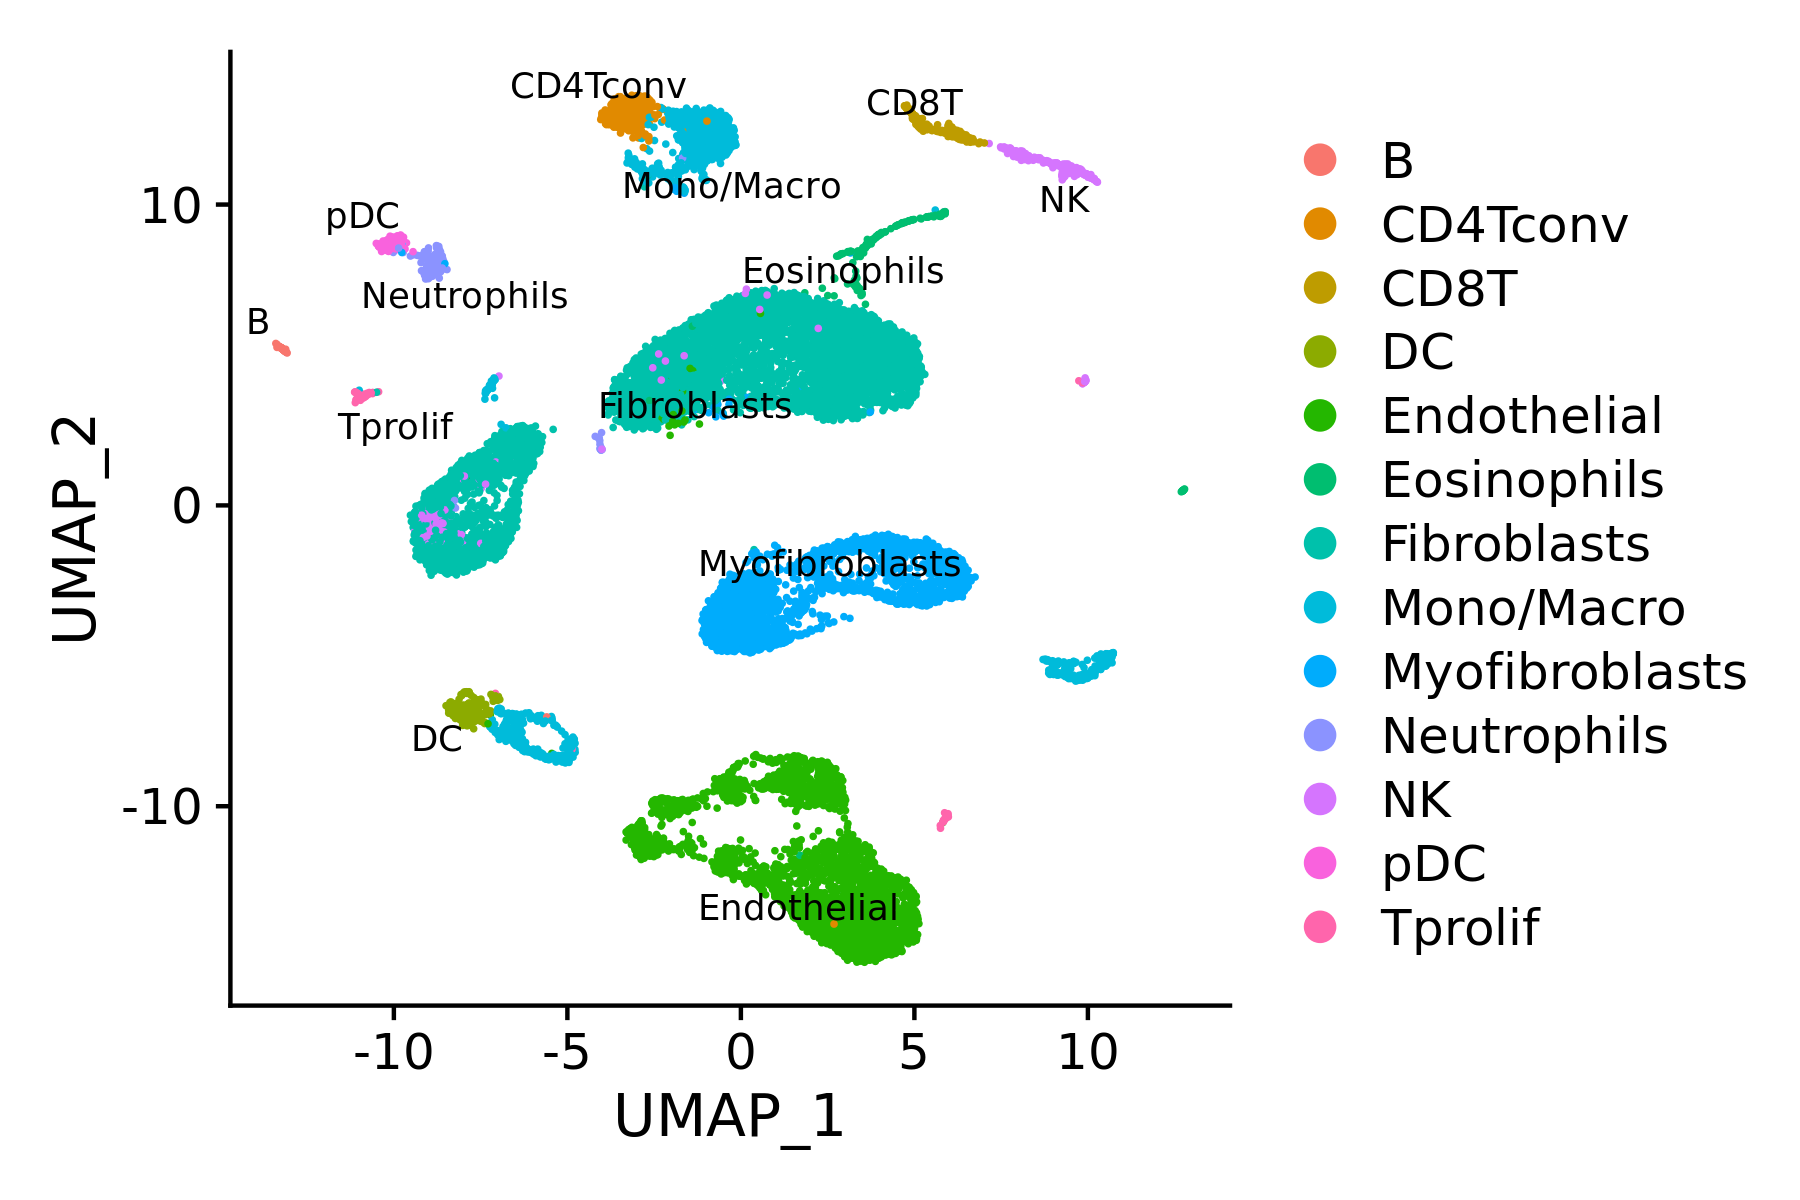 CD4Tconv
CD8T
Mono/Macro
NK
pDC
Eosinophils
Neutrophils
B
Fibroblasts
Tprolif
Myofibroblasts
DC
Endothelial
10
0
-10
UMAP_2
-10
-5
0
5
10
UMAP_1
B
CD4Tconv
CD8T
DC
Endothelial
Eosinophils
Fibroblasts
Mono/Macro
Myofibroblasts
Neutrophils
NK
pDC
Tprolif